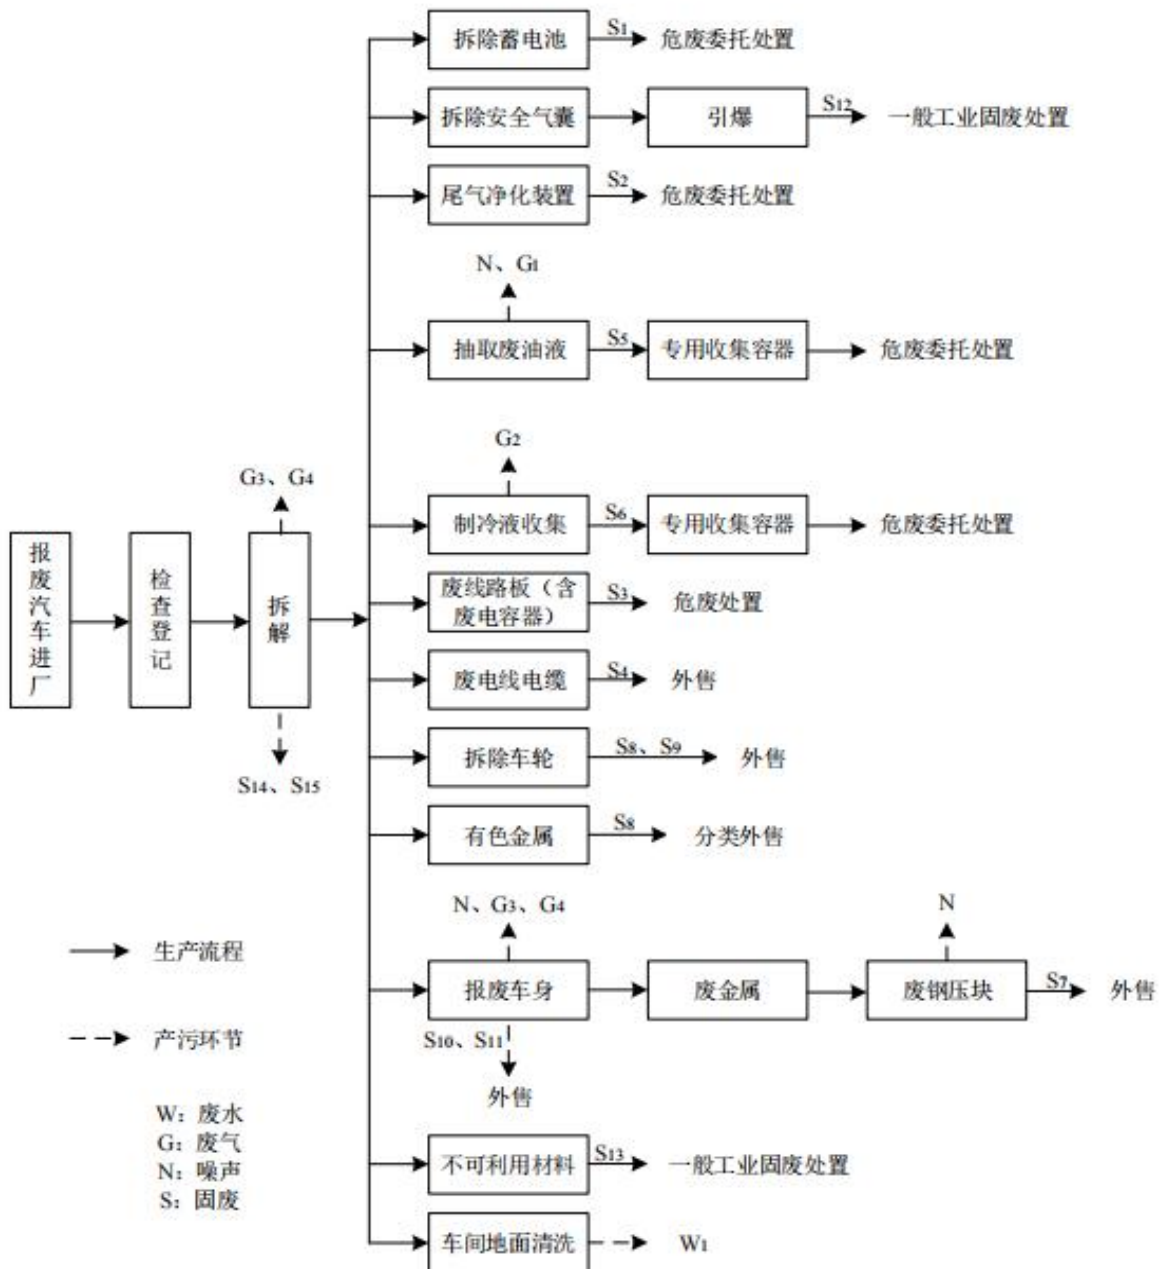 拆除蓄电池
S1
危废委托处置
拆除安全气囊
引爆
S12
一般工业固废处置
尾气净化装置
S2
危废委托处置
N、G1
抽取废油液
S5
专用收集容器
危废委托处置
G2
制冷液收集
S6
专用收集容器
危废委托处置
G3、G4
报废汽车进厂
检查登记
拆解
S14、S15
废线路板（含
废电容器）
S3
危废处置
废电线电缆
S4
外售
拆除车轮
S8、S9
外售
有色金属
S8
分类外售
N、G3、G4
报废车身
S10、S11
外售
废金属
N
废钢压块
S7
外售
不可利用材料
S13
一般工业固废处置
车间地面清洗
W1
生产流程
产污环节
W：废水
G：废气
N：噪声
S：固废